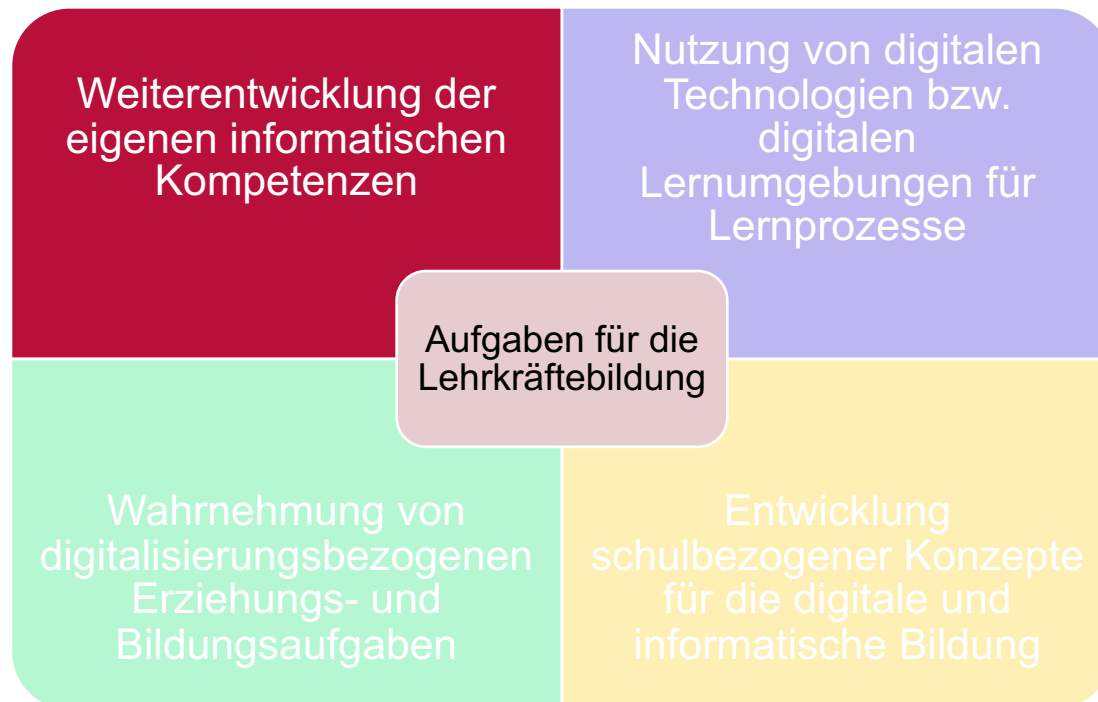 Weiterentwicklung der
eigenen informatischen
Kompetenzen
Nutzung von digitalen
Technologien bzw.
digitalen
Lernumgebungen für
Lernprozesse
Aufgaben für die
Lehrkräftebildung
Wahrnehmung von
digitalisierungsbezogenen
Erziehungs- und
Bildungsaufgaben
Entwicklung
schulbezogener Konzepte
für die digitale und
informatische Bildung